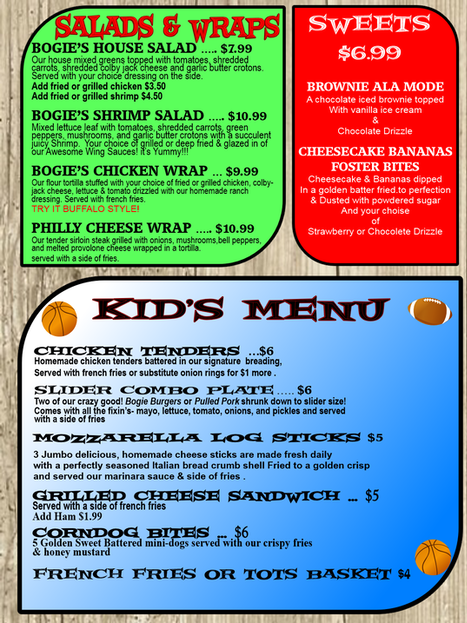 SALADS & WRAPS
BOGIE'S HOUSE SALAD .... $7.99
Our house mixed greens topped with tomatoes, shredded
carrots, shredded colby jack cheese and garlic butter crotons.
Served with your choice dressing on the side.
Add fried or grilled chicken $3.50
Add fried or grilled shrimp $4.50
BOGIE'S SHRIMP SALAD .... $10.99
Mixed lettuce leaf with tomatoes, shredded carrots, green
peppers, mushrooms, and garlic butter crotons with a succulent
juicy Shrimp. Your choice of grilled or deep fried & glazed in of
our Awesome Wing Sauces! It's Yummy!!!
BOGIE'S CHICKEN WRAP ... $9.99
Our flour tortilla stuffed with your choice of fried or grilled chicken, colby-
jack cheese, lettuce & tomato drizzled with our homemade ranch
dressing. Served with french fries.
TRY IT BUFFALO STYLE!
PHILLY CHEESE WRAP .... $10.99
Our tender sirloin steak grilled with onions, mushrooms,bell peppers,
and melted provolone cheese wrapped in a tortilla.
served with a side of fries.
SWEETS
$6.99
BROWNIE ALA MODE
A chocolate iced brownie topped
With vanilla ice cream
&
Chocolate Drizzle
CHEESECAKE BANANAS
FOSTER BITES
Cheesecake & Bananas dipped
In a golden batter fried.to perfection
& Dusted with powdered sugar
And your choise
of
Strawberry or Chocolete Drizzle
KID'S MENU
CHICKEN TENDERS ...$6
Homemade chicken tenders battered in our signature breading,
Served with french fries or substitute onion rings for $1 more .
SLIDER COMBO PLATE ..... $6
Two of our crazy good! Bogie Burgers or Pulled Pork shrunk down to slider size!
Comes with all the fixin's- mayo, lettuce, tomato, onions, and pickles and served
with a side of fries
MOZZARELLA LOG STICKS $5
3 Jumbo delicious, homemade cheese sticks are made fresh daily
with a perfectly seasoned Italian bread crumb shell Fried to a golden crisp
and served our marinara sauce & side of fries .
GRILLED CHEESE SANDWICH ... $5
Served with a side of french fries
Add Ham $1.99
CORNDOG BITES ... $6
5 Golden Sweet Battered mini-dogs served with our crispy fries
& honey mustard
FRENCH FRIES OR TOTS BASKET $4